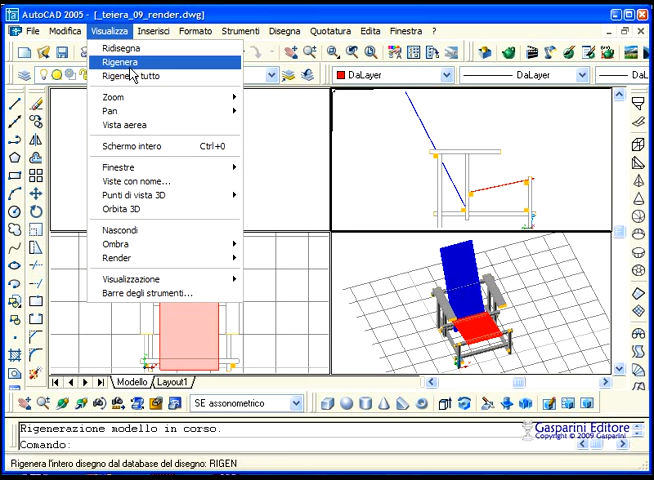 AutoCAD 2005 - [_teiera_09_render.dwg]
File Modifica Visualizza Inserisci Formato Strumenti Disegna Quotatura Edita Finestra ?
Ridisegna
Rigenera
Rigenera tutto
DaLayer DaLayer DaL
Zoom
Pan
Vista aerea
Schermo intero Ctrl+0
Finestre
Viste con nome...
Punti di vista 3D
Orbita 3D
Nascondi
Ombra
Render
Visualizzazione
Barre degli strumenti...
Modello Layout1
SE assonometrico
Rigenerazione modello in corso.
Comando:
Gasparini Editore
Copyright © 2009 Gasparini
Rigenera l'intero disegno dal database del disegno: RIGEN